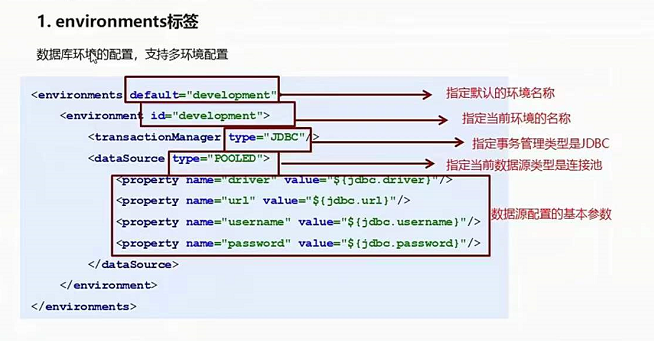 1. environments标签
数据库环境的配置，支持多环境配置
<environments default="development">
指定默认的环境名称
<environment id="development">
指定当前环境的名称
<transactionManager type="JDBC"/>
指定事务管理类型是JDBC
<dataSource type="POOLED">
指定当前数据源类型是连接池
<property name="driver" value="${jdbc.driver}"/>
<property name="url" value="${jdbc.url}"/>
<property name="username" value="${jdbc.username}"/>
数据源配置的基本参数
<property name="password" value="${jdbc.password}"/>
</dataSource>
</environment>
</environments>